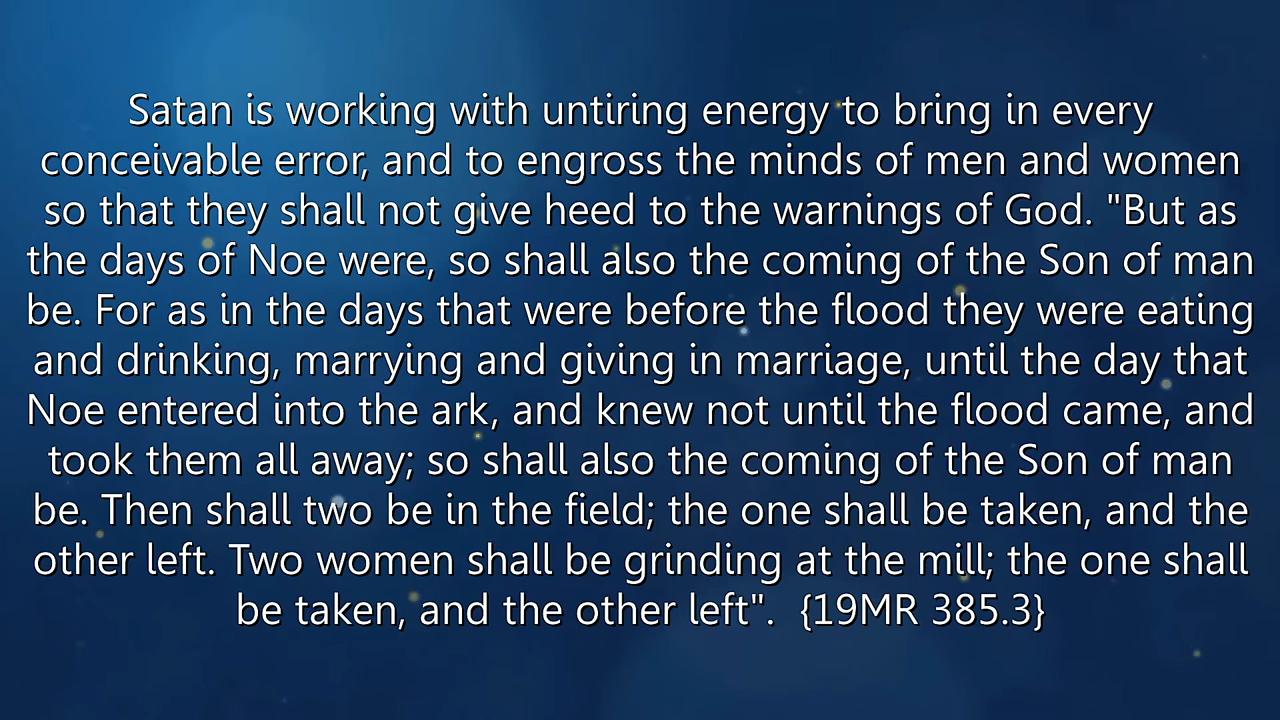 Satan is working with untiring energy to bring in every
conceivable error, and to engross the minds of men and women
so that they shall not give heed to the warnings of God. "But as
the days of Noe were, so shall also the coming of the Son of man
be. For as in the days that were before the flood they were eating
and drinking, marrying and giving in marriage, until the day that
Noe entered into the ark, and knew not until the flood came, and
took them all away; so shall also the coming of the Son of man
be. Then shall two be in the field; the one shall be taken, and the
other left. Two women shall be grinding at the mill; the one shall
be taken, and the other left".  {19MR 385.3}